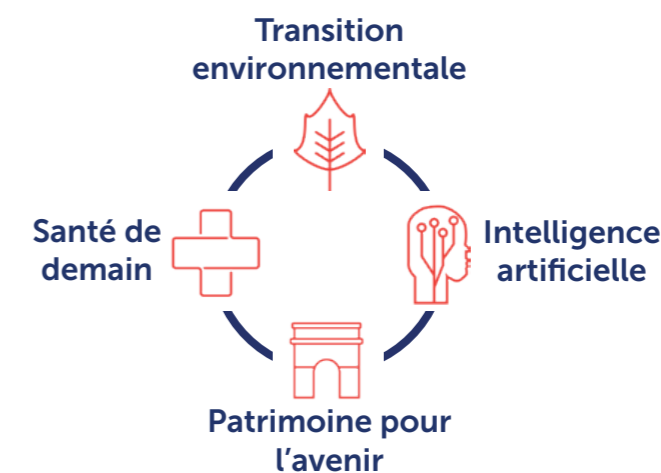 Transition
environnementale
Santé de
demain
Intelligence
artificielle
Patrimoine pour
l’avenir